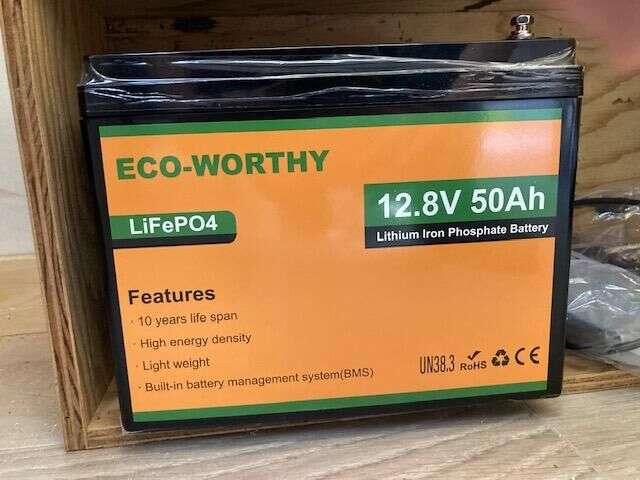 ECO-WORTHY
12.8V 50Ah
LiFePO4
Lithium Iron Phosphate Battery
Features
· 10 years life span
· High energy density
· Light weight
· Built-in battery management system(BMS)
UN38.3 RoHS CE